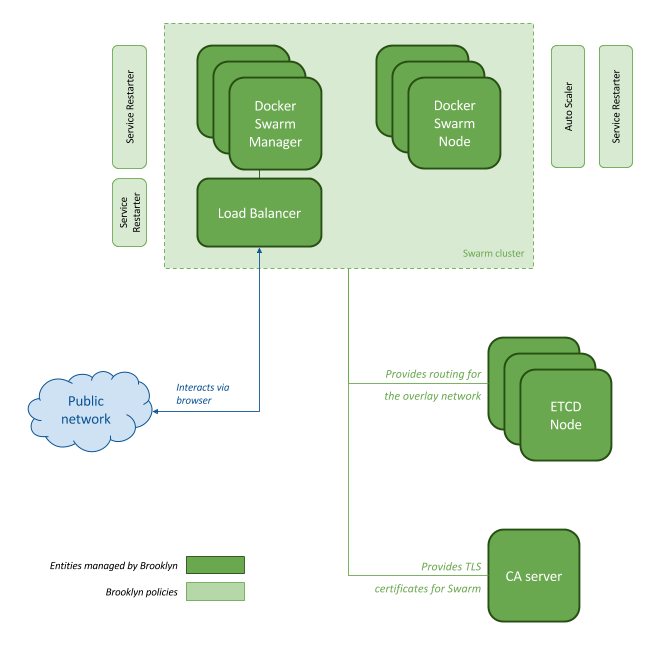 Service Restarter
Docker
Swarm
Manager
Docker
Swarm
Node
Auto Scaler
Service Restarter
Service
Restarter
Load Balancer
Swarm cluster
Public
network
Interacts via
browser
Provides routing for
the overlay network
ETCD
Node
Provides TLS
certificates for Swarm
CA server
Entities managed by Brooklyn
Brooklyn policies